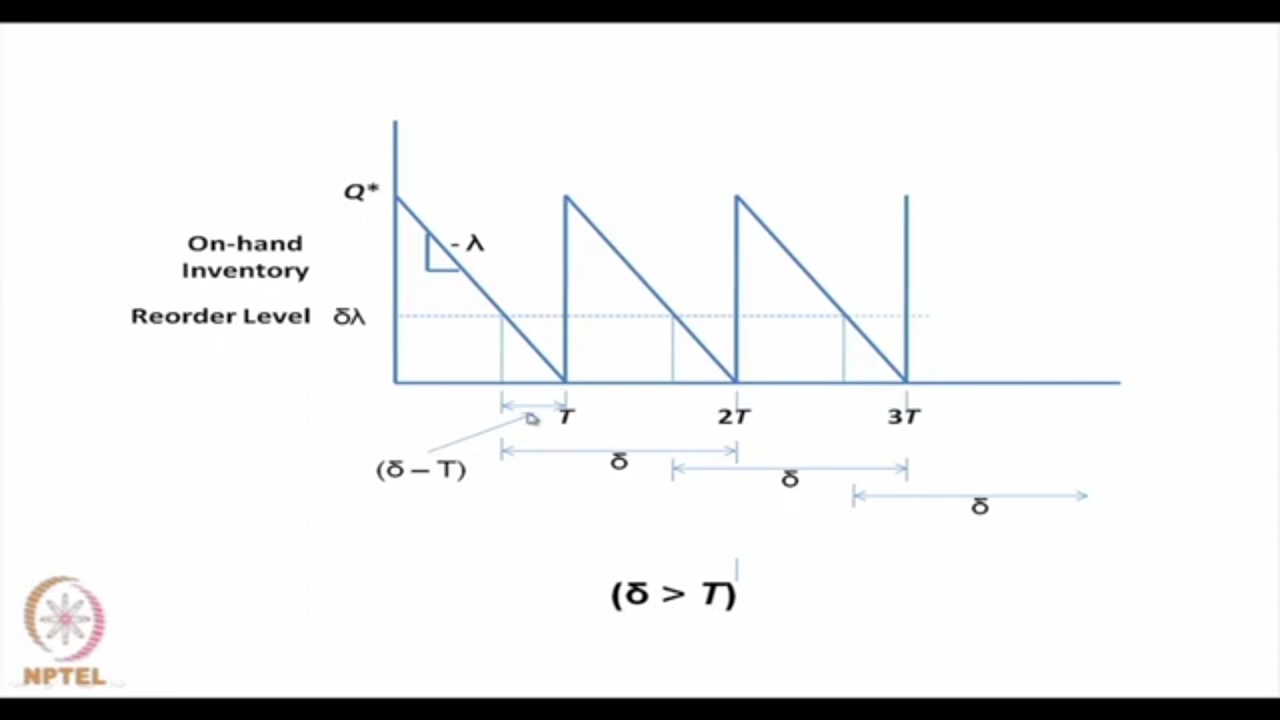 Q*
- λ
On-hand
Inventory
Reorder Level δλ
T 2T 3T
(δ – T)
δ
δ
δ
(δ > T)
NPTEL